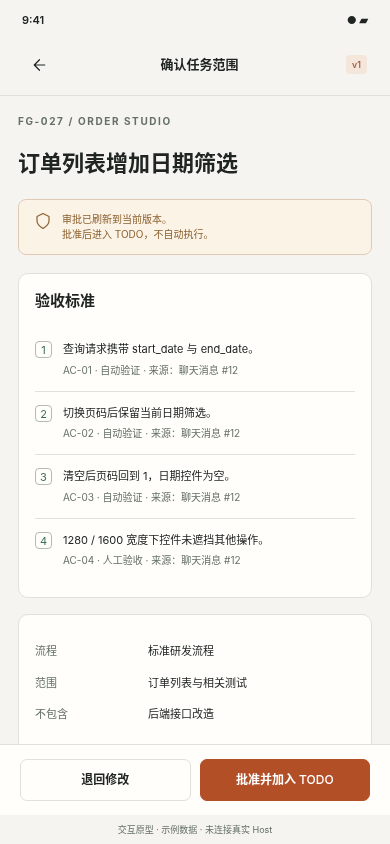 9:41
确认任务范围
v1
FG-027 / ORDER STUDIO
订单列表增加日期筛选
审批已刷新到当前版本。
批准后进入 TODO，不自动执行。
验收标准
1 查询请求携带 start_date 与 end_date。
AC-01 · 自动验证 · 来源：聊天消息 #12
2 切换页码后保留当前日期筛选。
AC-02 · 自动验证 · 来源：聊天消息 #12
3 清空后页码回到 1，日期控件为空。
AC-03 · 自动验证 · 来源：聊天消息 #12
4 1280 / 1600 宽度下控件未遮挡其他操作。
AC-04 · 人工验收 · 来源：聊天消息 #12
流程 标准研发流程
范围 订单列表与相关测试
不包含 后端接口改造
退回修改 批准并加入 TODO
交互原型 · 示例数据 · 未连接真实 Host